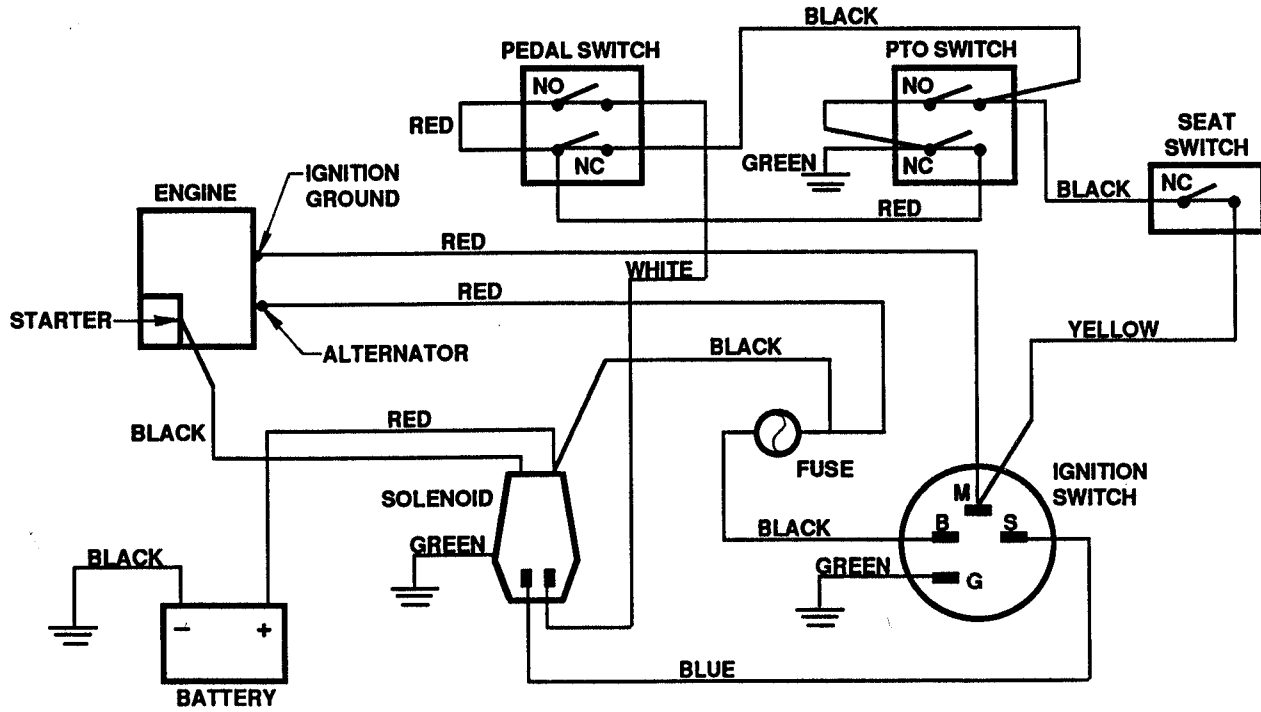 BLACK
PEDAL SWITCH
PTO SWITCH
NO
NO
RED
SEAT
SWITCH
NC
GREEN
NC
NC
IGNITION
GROUND
ENGINE
BLACK
RED
RED
WHITE
RED
STARTER
YELLOW
ALTERNATOR
BLACK
RED
BLACK
FUSE
IGNITION
SWITCH
SOLENOID
M
B
S
BLACK
GREEN
BLACK
GREEN
G
- +
BLUE
BATTERY